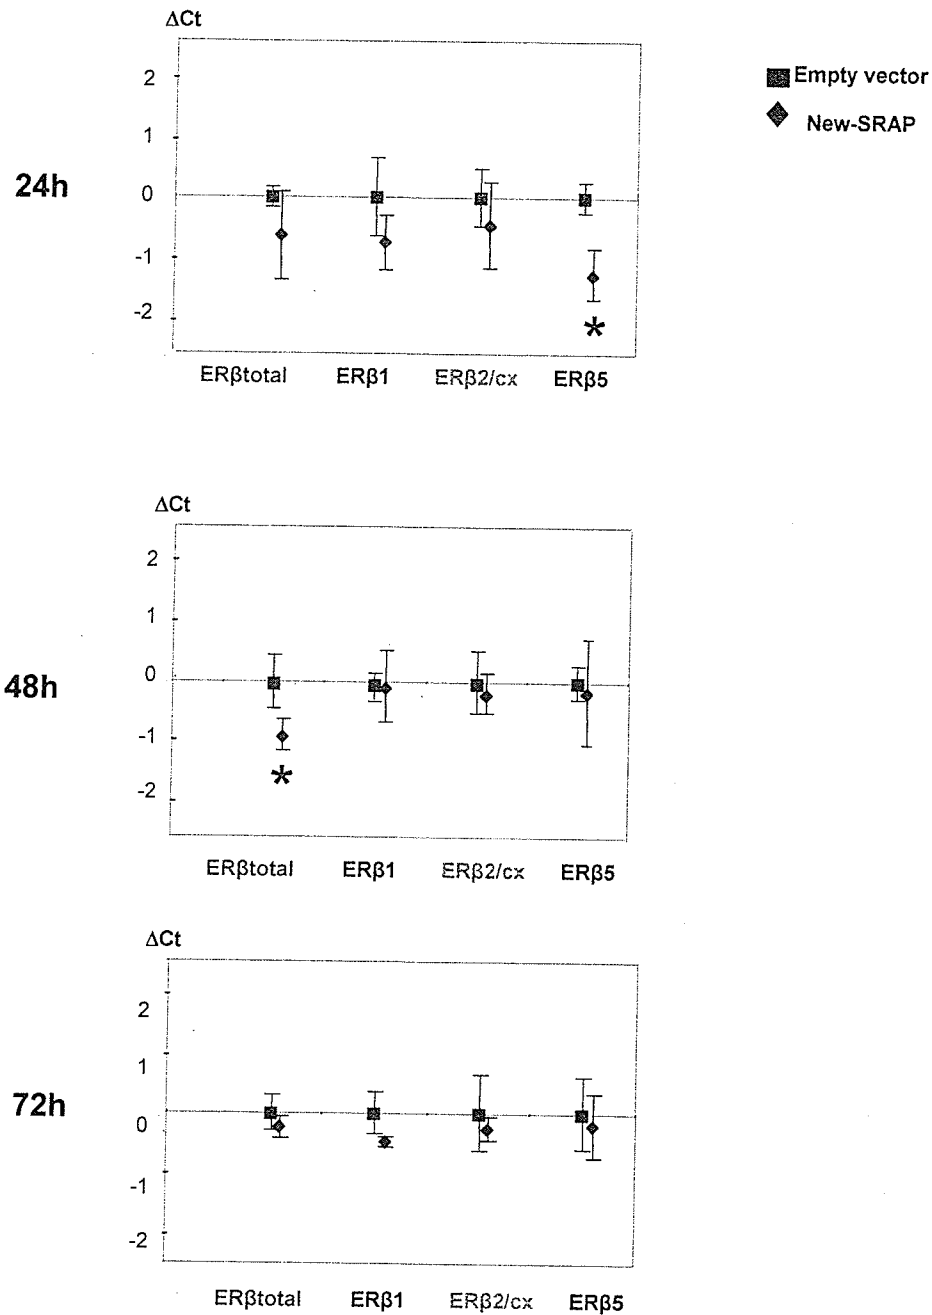 ΔCt
2
1
0
-1
-2
24h
ERβtotal ERβ1 ERβ2/cx ERβ5
*
Empty vector
New-SRAP
ΔCt
2
1
0
-1
-2
48h
*
ERβtotal ERβ1 ERβ2/cx ERβ5
ΔCt
2
1
0
-1
-2
72h
ERβtotal ERβ1 ERβ2/cx ERβ5